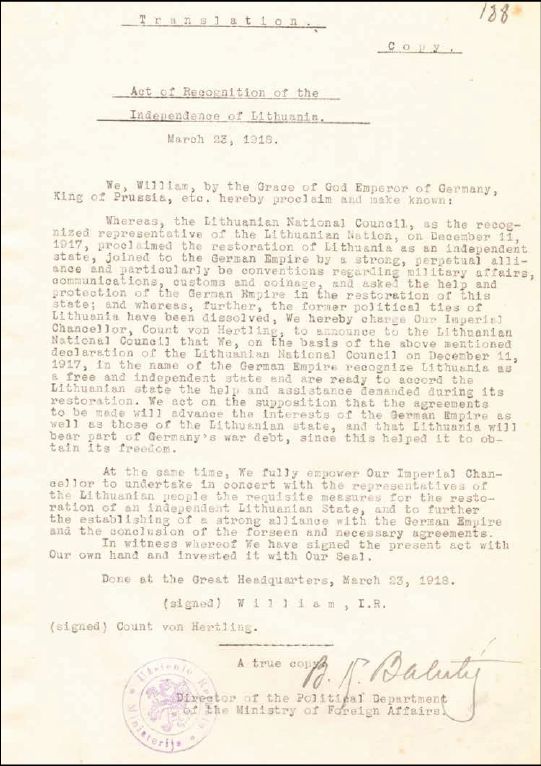 188
Translation.
Copy.
Act of Recognition of the
Independence of Lithuania.
March 23, 1918.
We, William, by the Grace of God Emperor of Germany,
King of Prussia, etc. hereby proclaim and make known:
Whereas, the Lithuanian National Council, as the recog-
nized representative of the Lithuanian Nation, on December 11,
1917, proclaimed the restoration of Lithuania as an independent
state, joined to the German Empire by a strong, perpetual alli-
ance and particularly be conventions regarding military affairs,
communications, customs and coinage, and asked the help and
protection of the German Empire in the restoration of this
state; and whereas, further, the former political ties of
Lithuania have been dissolved, We hereby charge Our Imperial
Chancellor, Count von Hertling, to announce to the Lithuanian
National Council that We, on the basis of the above mentioned
declaration of the Lithuanian National Council on December 11,
1917, in the name of the German Empire recognize Lithuania as
a free and independent state and are ready to accord the
Lithuanian state the help and assistance demanded during its
restoration. We act on the supposition that the agreements
to be made will advance the interests of the German Empire as
well as those of the Lithuanian state, and that Lithuania will
bear part of Germany's war debt, since this helped it to ob-
tain its freedom.
At the same time, We fully empower Our Imperial Chan-
cellor to undertake in concert with the representatives of
the Lithuanian people the requisite measures for the resto-
ration of an independent Lithuanian State, and to further
the establishing of a strong alliance with the German Empire
and the conclusion of the forseen and necessary agreements.
In witness whereof We have signed the present act with
Our own hand and invested it with Our Seal.
Done at the Great Headquarters, March 23, 1918.
(signed) William, I.R.
(signed) Count von Hertling.
A true copy
B. K. Balutis
Director of the Political Department
of the Ministry of Foreign Affairs.
Užsienio
Ministerija